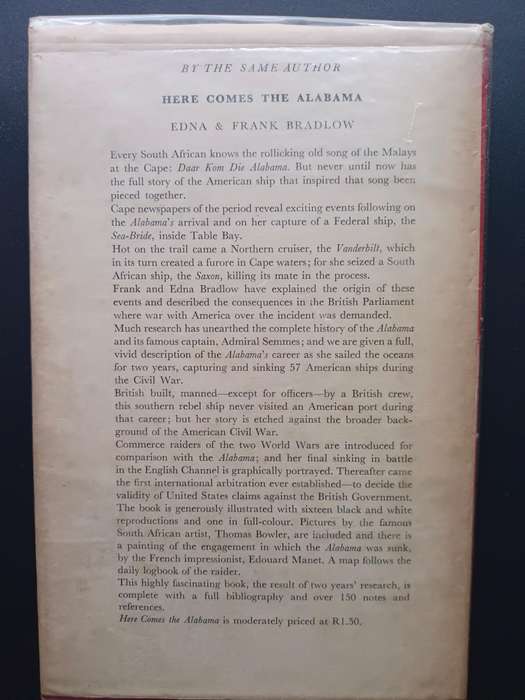 BY THE SAME AUTHOR
HERE COMES THE ALABAMA
EDNA & FRANK BRADLOW
Every South African knows the rollicking old song of the Malays
at the Cape: Daar Kom Die Alabama. But never until now has
the full story of the American ship that inspired that song been
pieced together.
Cape newspapers of the period reveal exciting events following on
the Alabama's arrival and on her capture of a Federal ship, the
Sea-Bride, inside Table Bay.
Hot on the trail came a Northern cruiser, the Vanderbilt, which
in its turn created a furore in Cape waters; for she seized a South
African ship, the Saxon, killing its mate in the process.
Frank and Edna Bradlow have explained the origin of these
events and described the consequences in the British Parliament
where war with America over the incident was demanded.
Much research has unearthed the complete history of the Alabama
and its famous captain, Admiral Semmes; and we are given a full,
vivid description of the Alabama's career as she sailed the oceans
for two years, capturing and sinking 57 American ships during
the Civil War.
British built, manned—except for officers—by a British crew,
this southern rebel ship never visited an American port during
that career; but her story is etched against the broader back-
ground of the American Civil War.
Commerce raiders of the two World Wars are introduced for
comparison with the Alabama; and her final sinking in battle
in the English Channel is graphically portrayed. Thereafter came
the first international arbitration ever established—to decide the
validity of United States claims against the British Government.
The book is generously illustrated with sixteen black and white
reproductions and one in full-colour. Pictures by the famous
South African artist, Thomas Bowler, are included and there is
a painting of the engagement in which the Alabama was sunk,
by the French impressionist, Edouard Manet. A map follows the
daily logbook of the raider.
This highly fascinating book, the result of two years' research, is
complete with a full bibliography and over 150 notes and
references.
Here Comes the Alabama is moderately priced at R1.50.